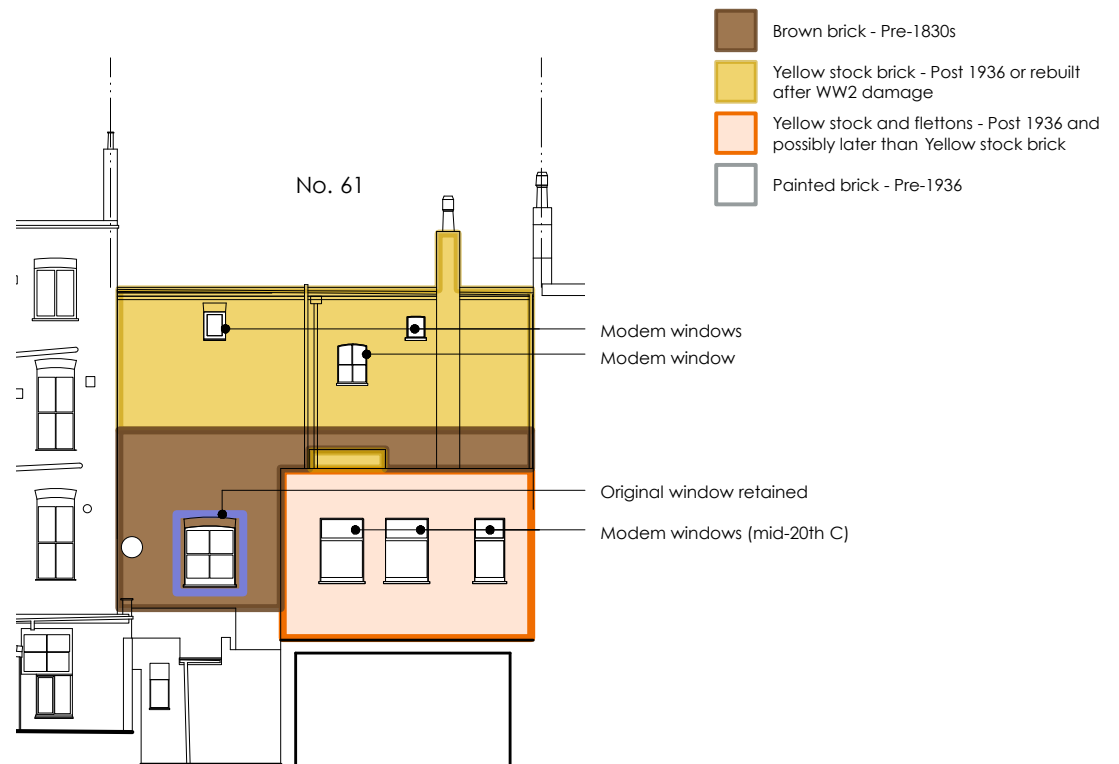 Brown brick - Pre-1830s
Yellow stock brick - Post 1936 or rebuilt
after WW2 damage
Yellow stock and flettons - Post 1936 and
possibly later than Yellow stock brick
Painted brick - Pre-1936
No. 61
Modem windows
Modem window
Original window retained
Modem windows (mid-20th C)